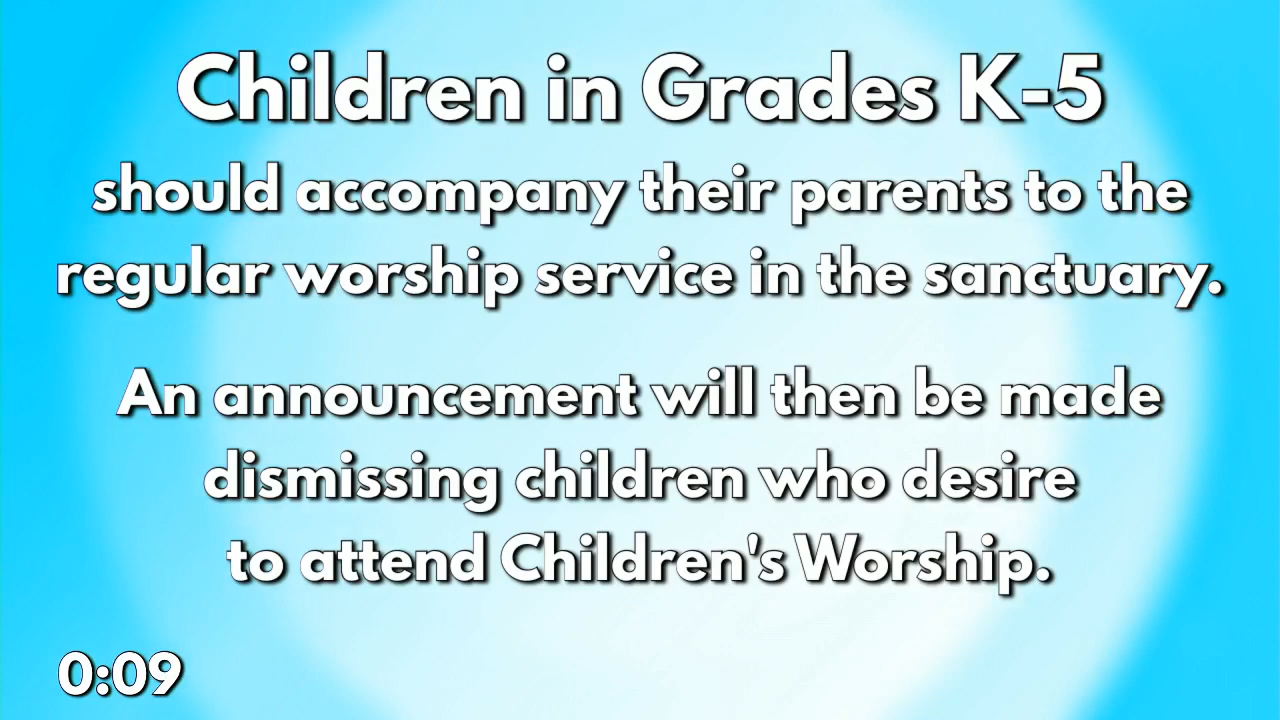 Children in Grades K-5
should accompany their parents to the
regular worship service in the sanctuary.
An announcement will then be made
dismissing children who desire
to attend Children's Worship.
0:09